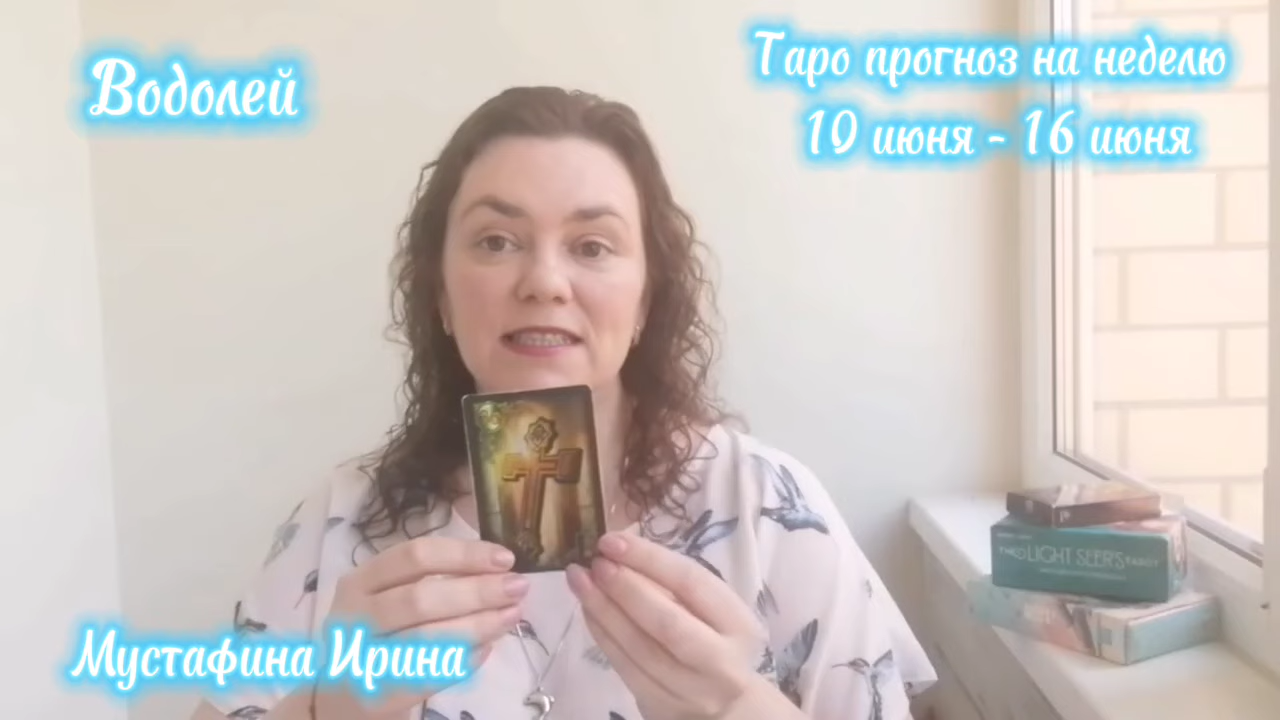 Водолей
Таро прогноз на неделю
10 июня - 16 июня
THE LIGHT SEER'S TAROT
Мустафина Ирина